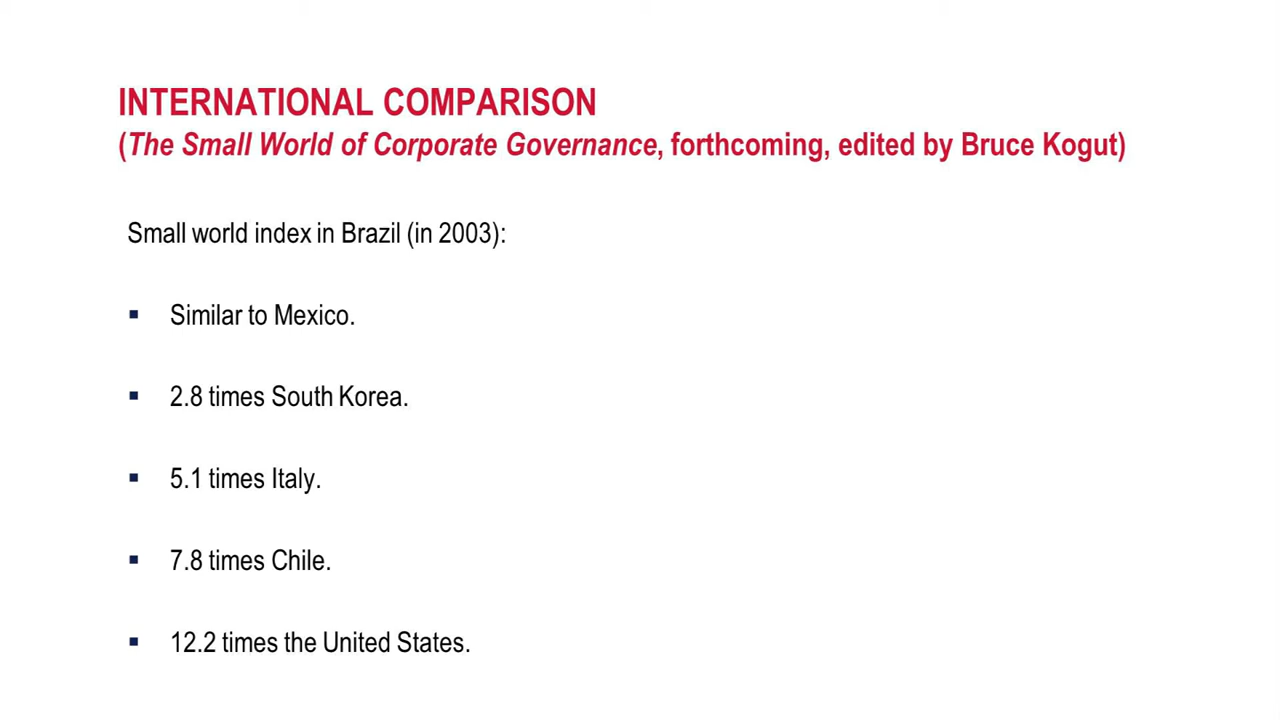 INTERNATIONAL COMPARISON
(The Small World of Corporate Governance, forthcoming, edited by Bruce Kogut)
Small world index in Brazil (in 2003):
▪ Similar to Mexico.
▪ 2.8 times South Korea.
▪ 5.1 times Italy.
▪ 7.8 times Chile.
▪ 12.2 times the United States.